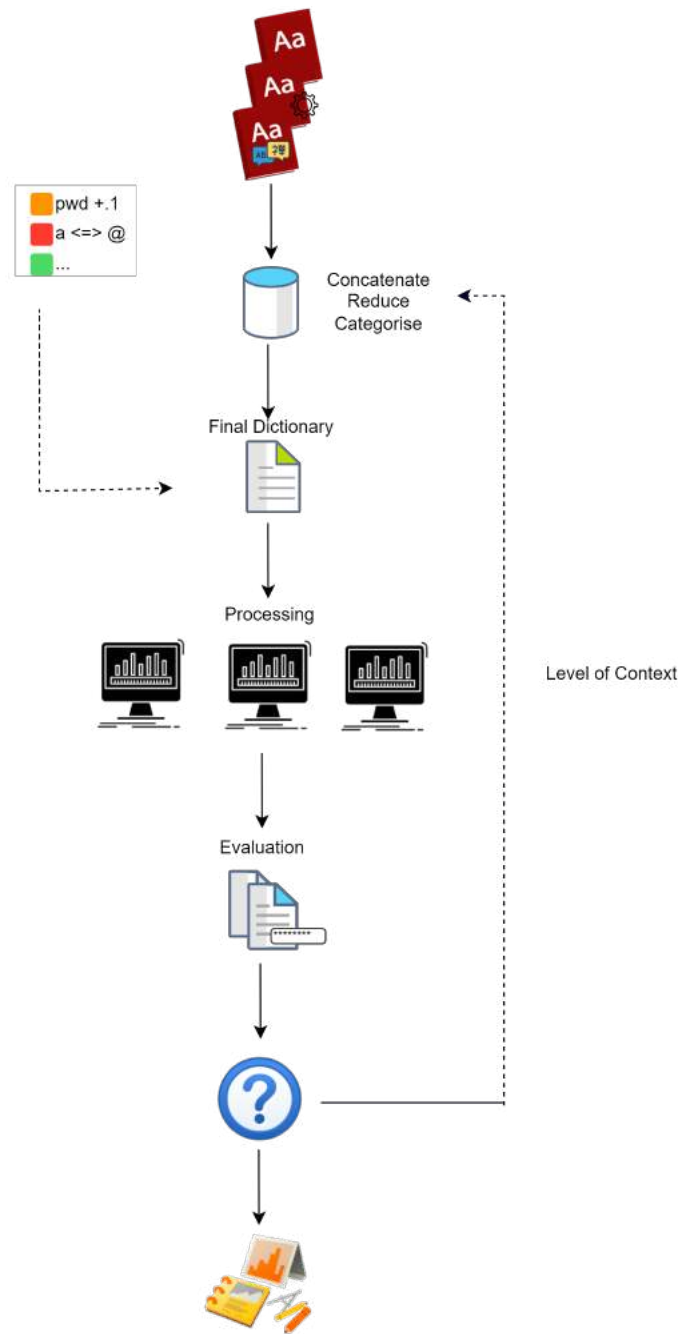 Aa
Aa
Aa
pwd +.1
a <=> @
...
Concatenate
Reduce
Categorise
Final Dictionary
Processing
Level of Context
Evaluation
********
?